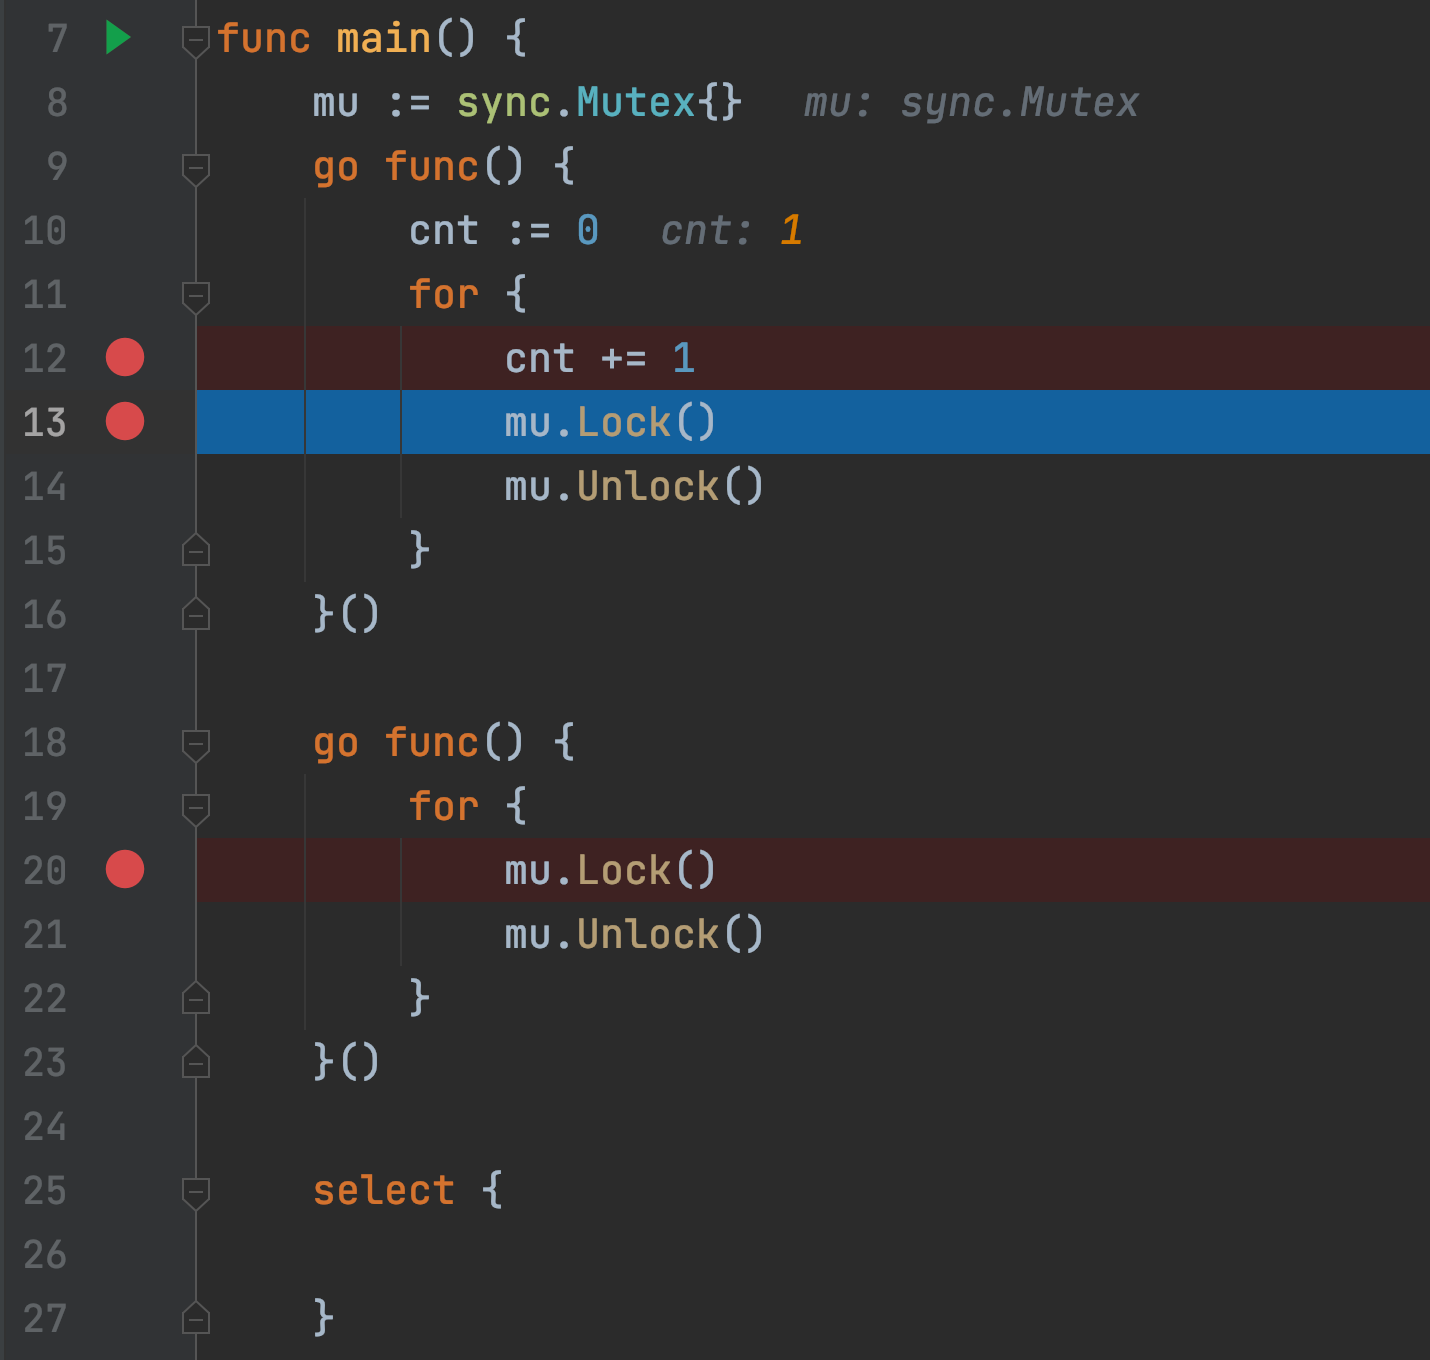 7 func main() {
8 mu := sync.Mutex{} mu: sync.Mutex
9 go func() {
10 cnt := 0 cnt: 1
11 for {
12 cnt += 1
13 mu.Lock()
14 mu.Unlock()
15 }
16 }()
17
18 go func() {
19 for {
20 mu.Lock()
21 mu.Unlock()
22 }
23 }()
24
25 select {
26
27 }